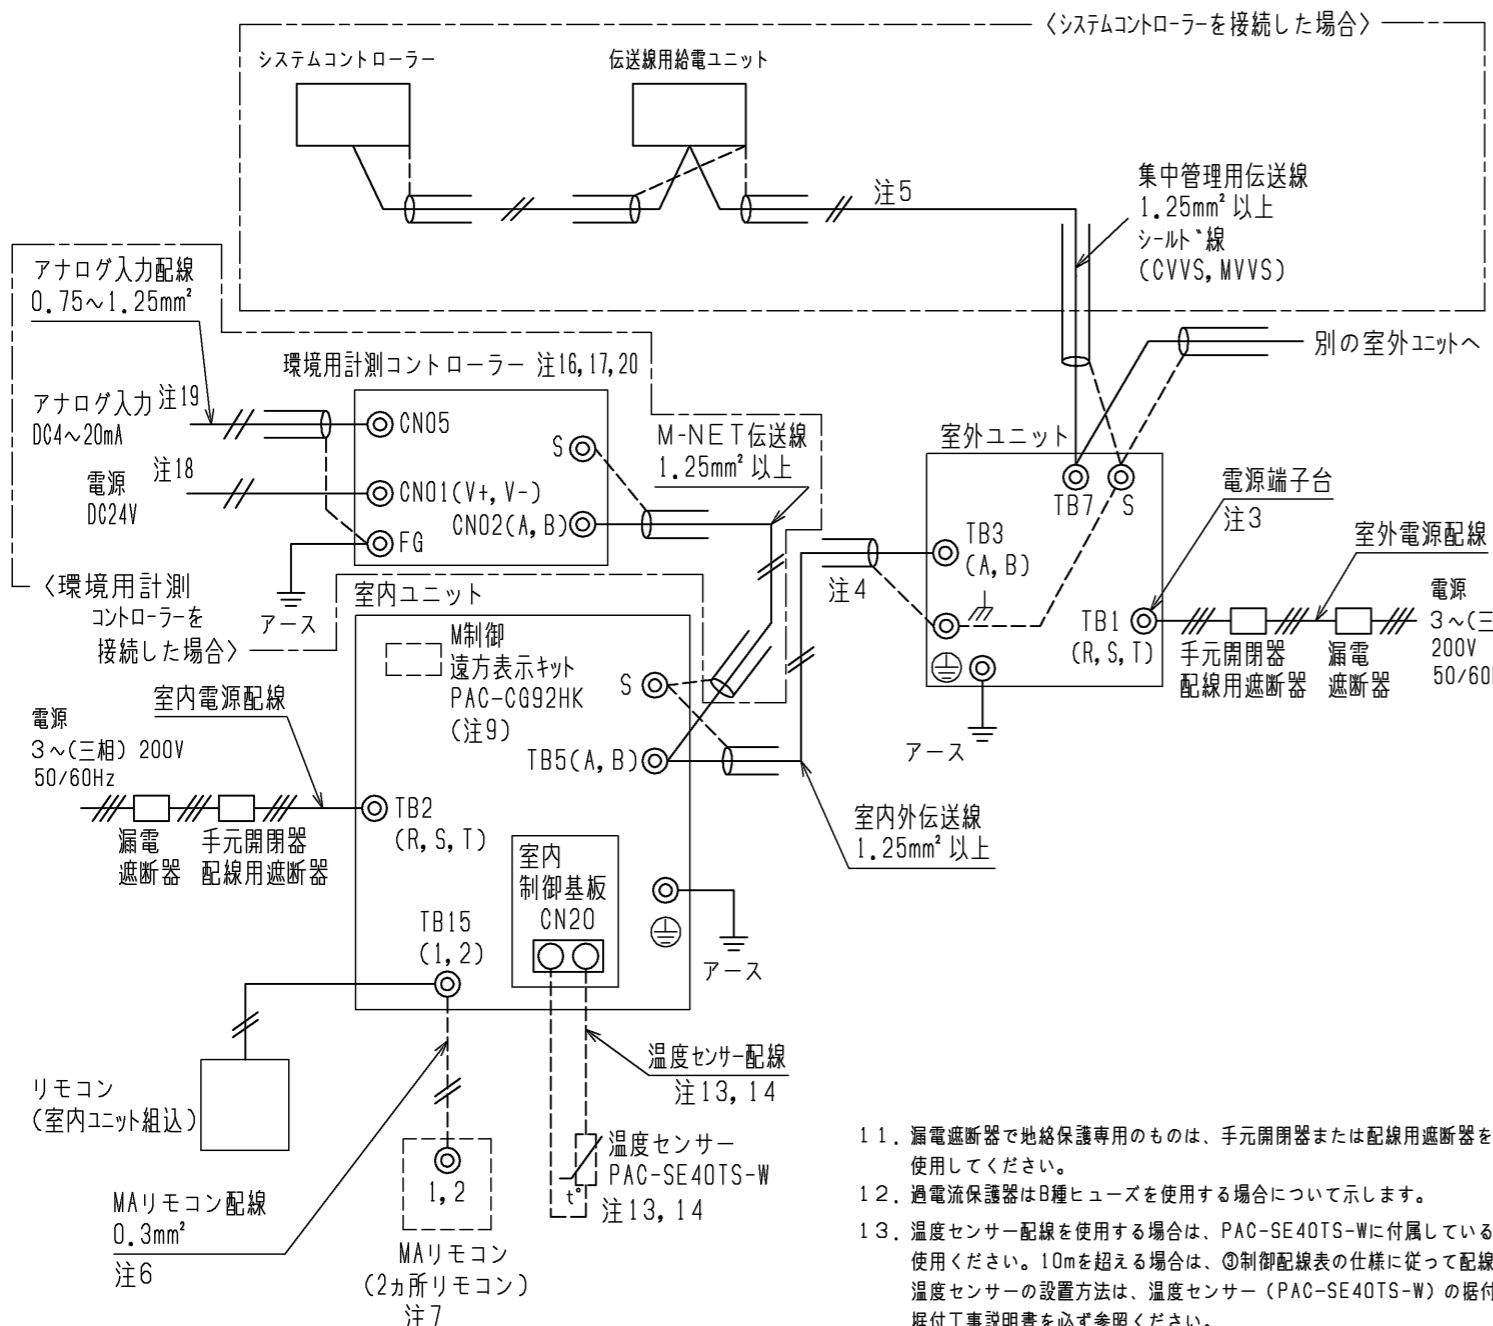 〈システムコントローラーを接続した場合〉
システムコントローラー
伝送線用給電ユニット
注5
集中管理用伝送線
1.25mm² 以上
シールド線
(CVVS,MVVS)
別の室外ユニットへ
アナログ入力配線
0.75～1.25mm²
環境用計測コントローラー 注16,17,20
アナログ入力 注19
DC4～20mA
CN05
S
M-NET伝送線
1.25mm² 以上
電源
DC24V
注18
CN01(V+,V-)
CN02(A,B)
FG
アース
〈環境用計測
コントローラーを
接続した場合〉
室外ユニット
TB7
S
TB3
(A,B)
注4
電源端子台
注3
室外電源配線
TB1
(R,S,T)
手元開閉器
配線用遮断器
漏電
遮断器
電源
3～(三
200V
50/60
アース
室内ユニット
M制御
遠方表示キット
PAC-CG92HK
(注9)
S
TB5(A,B)
室内電源配線
電源
3～(三相) 200V
50/60Hz
漏電
遮断器
手元開閉器
配線用遮断器
TB2
(R,S,T)
室内
制御基板
CN20
TB15
(1,2)
アース
室内外伝送線
1.25mm² 以上
リモコン
(室内ユニット組込)
MAリモコン配線
0.3mm²
注6
1,2
MAリモコン
(2ヵ所リモコン)
注7
温度センサー配線
注13,14
温度センサー
PAC-SE40TS-W
注13,14
t°
11. 漏電遮断器で地絡保護専用のものは、手元開閉器または配線用遮断器を
使用してください。
12. 過電流保護器はB種ヒューズを使用する場合について示します。
13. 温度センサー配線を使用する場合は、PAC-SE40TS-Wに付属している
使用ください。10mを超える場合は、③制御配線表の仕様に従って配線
温度センサーの設置方法は、温度センサー（PAC-SE40TS-W）の据付
据付工事説明書を必ず参照ください。